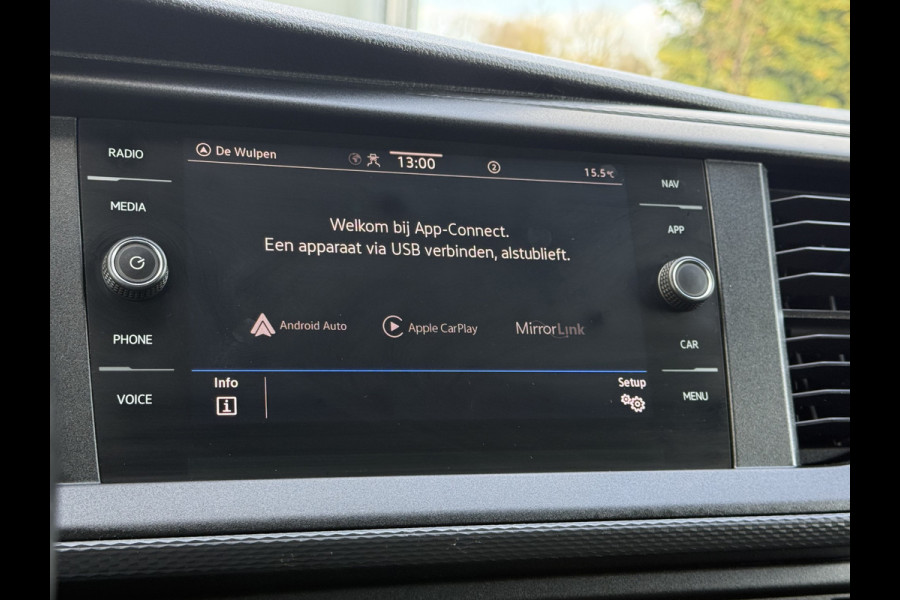 RADIO
MEDIA
PHONE
VOICE
De Wulpen
13:00
2
15.5°C
Welkom bij App-Connect.
Een apparaat via USB verbinden, alstublieft.
Android Auto
Apple CarPlay
MirrorLink
Info
i
Setup
NAV
APP
CAR
MENU